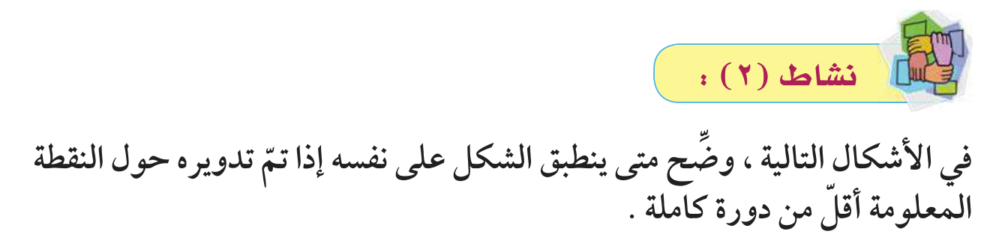 نشاط (٢) :
في الأشكال التالية ، وضِّح متى ينطبق الشكل على نفسه إذا تمّ تدويره حول النقطة
المعلومة أقلّ من دورة كاملة .